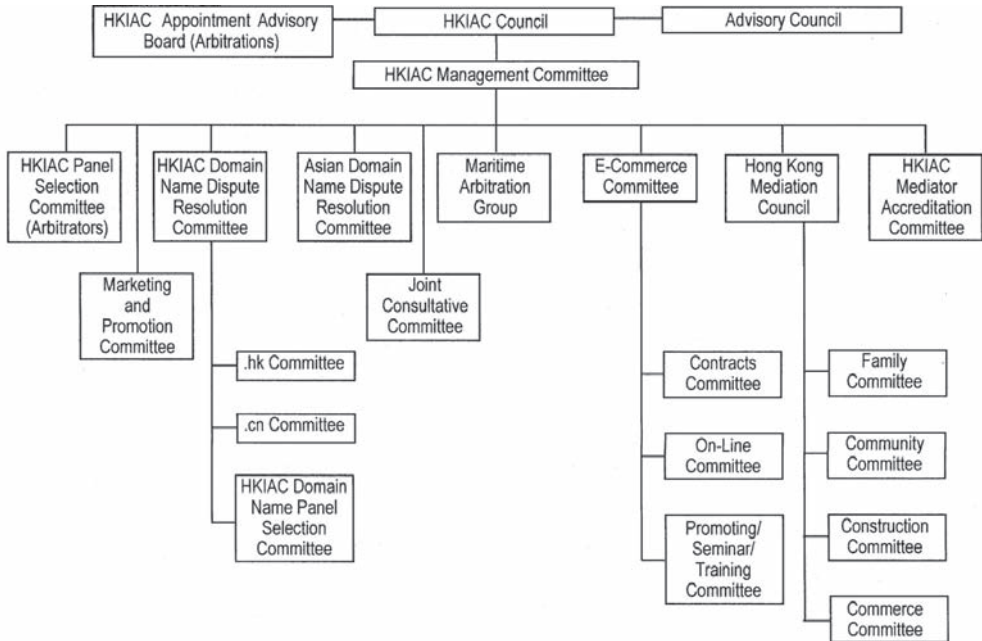 HKIAC Appointment Advisory
Board (Arbitrations)
HKIAC Council
Advisory Council
HKIAC Management Committee
HKIAC Panel
Selection
Committee
(Arbitrators)
HKIAC Domain
Name Dispute
Resolution
Committee
Asian Domain
Name Dispute
Resolution
Committee
Maritime
Arbitration
Group
E-Commerce
Committee
Hong Kong
Mediation
Council
HKIAC
Mediator
Accreditation
Committee
Marketing
and
Promotion
Committee
Joint
Consultative
Committee
.hk Committee
.cn Committee
HKIAC Domain
Name Panel
Selection
Committee
Contracts
Committee
On-Line
Committee
Promoting/
Seminar/
Training
Committee
Family
Committee
Community
Committee
Construction
Committee
Commerce
Committee